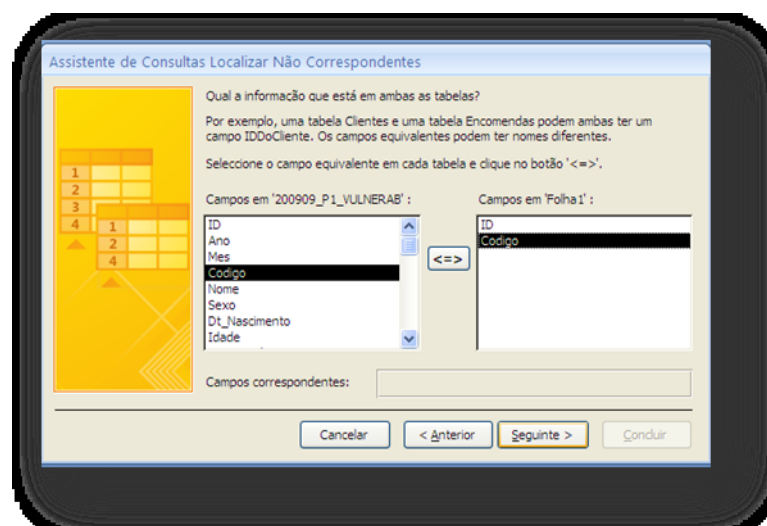 Assistente de Consultas Localizar Não Correspondentes
Qual a informação que está em ambas as tabelas?
Por exemplo, uma tabela Clientes e uma tabela Encomendas podem ambas ter um
campo IDDoCliente. Os campos equivalentes podem ter nomes diferentes.
Seleccione o campo equivalente em cada tabela e clique no botão '<=>'.
Campos em '200909_P1_VULNERAB' :
ID
Ano
Mes
Codigo
Nome
Sexo
Dt_Nascimento
Idade
<=>
Campos em 'Folha1' :
ID
Codigo
Campos correspondentes:
Cancelar
< Anterior
Seguinte >
Concluir
1
2
3
4
1
2
4